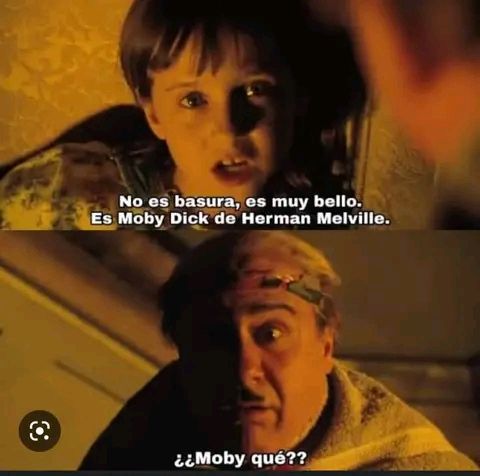 No es basura, es muy bello.
Es Moby Dick de Herman Melville.
¿¿Moby qué??